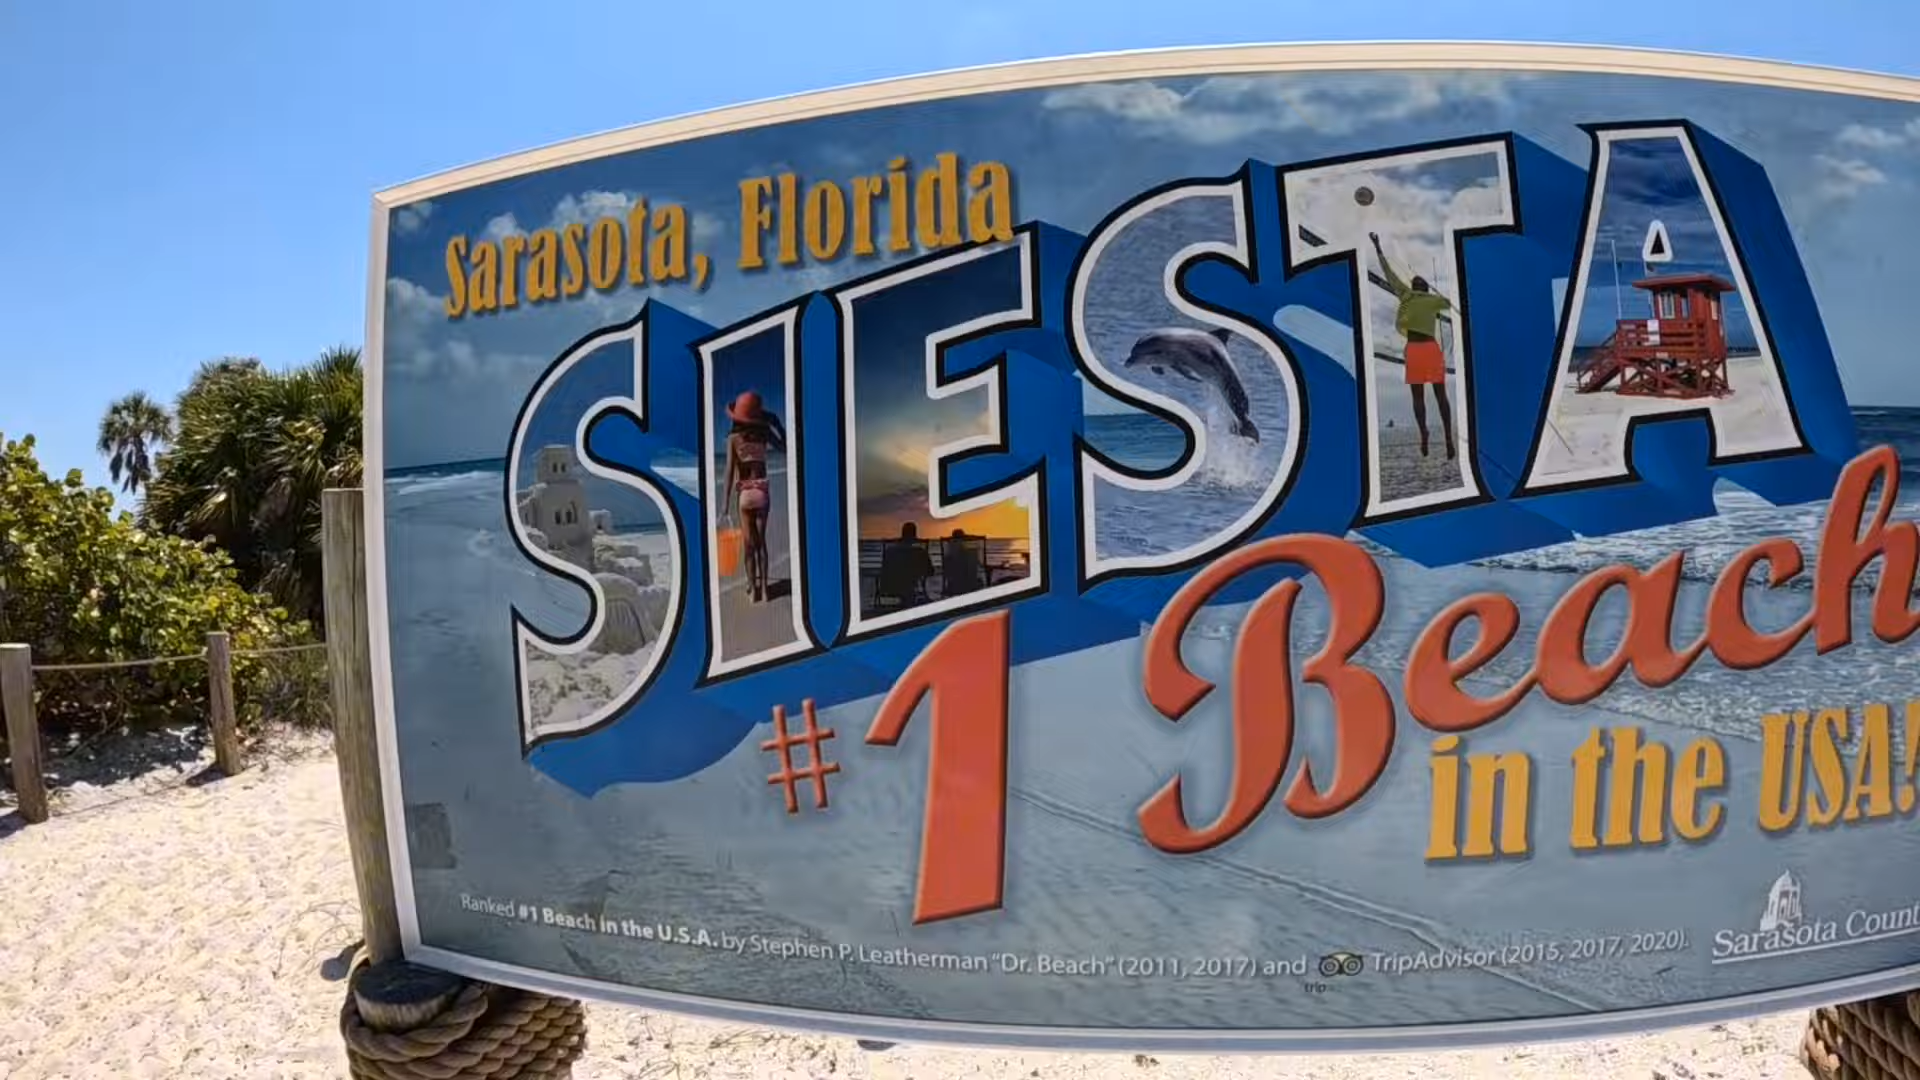 Sarasota, Florida
SIESTA
#1 Beach
in the USA!
Ranked #1 Beach in the U.S.A. by Stephen P. Leatherman "Dr. Beach" (2011, 2017) and TripAdvisor (2015, 2017, 2020).
trip
Sarasota Count